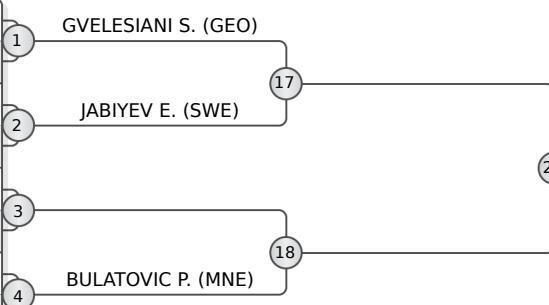 GVELESIANI S. (GEO)
1
17
JABIYEV E. (SWE)
2
3
18
BULATOVIC P. (MNE)
4